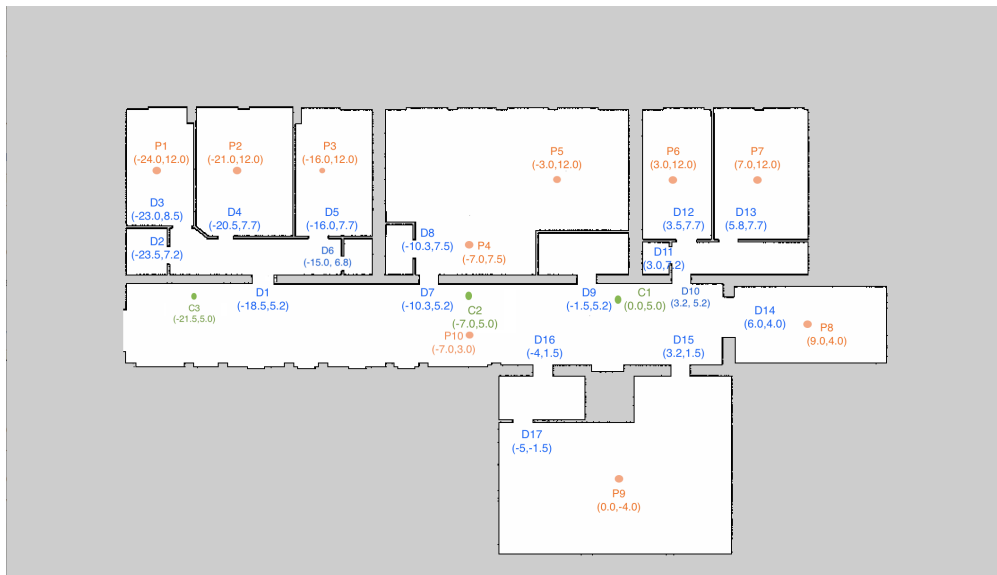 P1
(-24.0,12.0)
P2
(-21.0,12.0)
P3
(-16.0,12.0)
P5
(-3.0,12.0)
P6
(3.0,12.0)
P7
(7.0,12.0)
D3
(-23.0,8.5)
D4
(-20.5,7.7)
D5
(-16.0,7.7)
D12
(3.5,7.7)
D13
(5.8,7.7)
D2
(-23.5,7.2)
D6
(-15.0, 6.8)
D8
(-10.3,7.5)
P4
(-7.0,7.5)
D11
(3.0,7.2)
D1
(-18.5,5.2)
D7
(-10.3,5.2)
D9
(-1.5,5.2)
C1
(0.0,5.0)
D10
(3.2, 5.2)
C3
(-21.5,5.0)
C2
(-7.0,5.0)
D14
(6.0,4.0)
P8
(9.0,4.0)
P10
(-7.0,3.0)
D16
(-4,1.5)
D15
(3.2,1.5)
D17
(-5,-1.5)
P9
(0.0,-4.0)